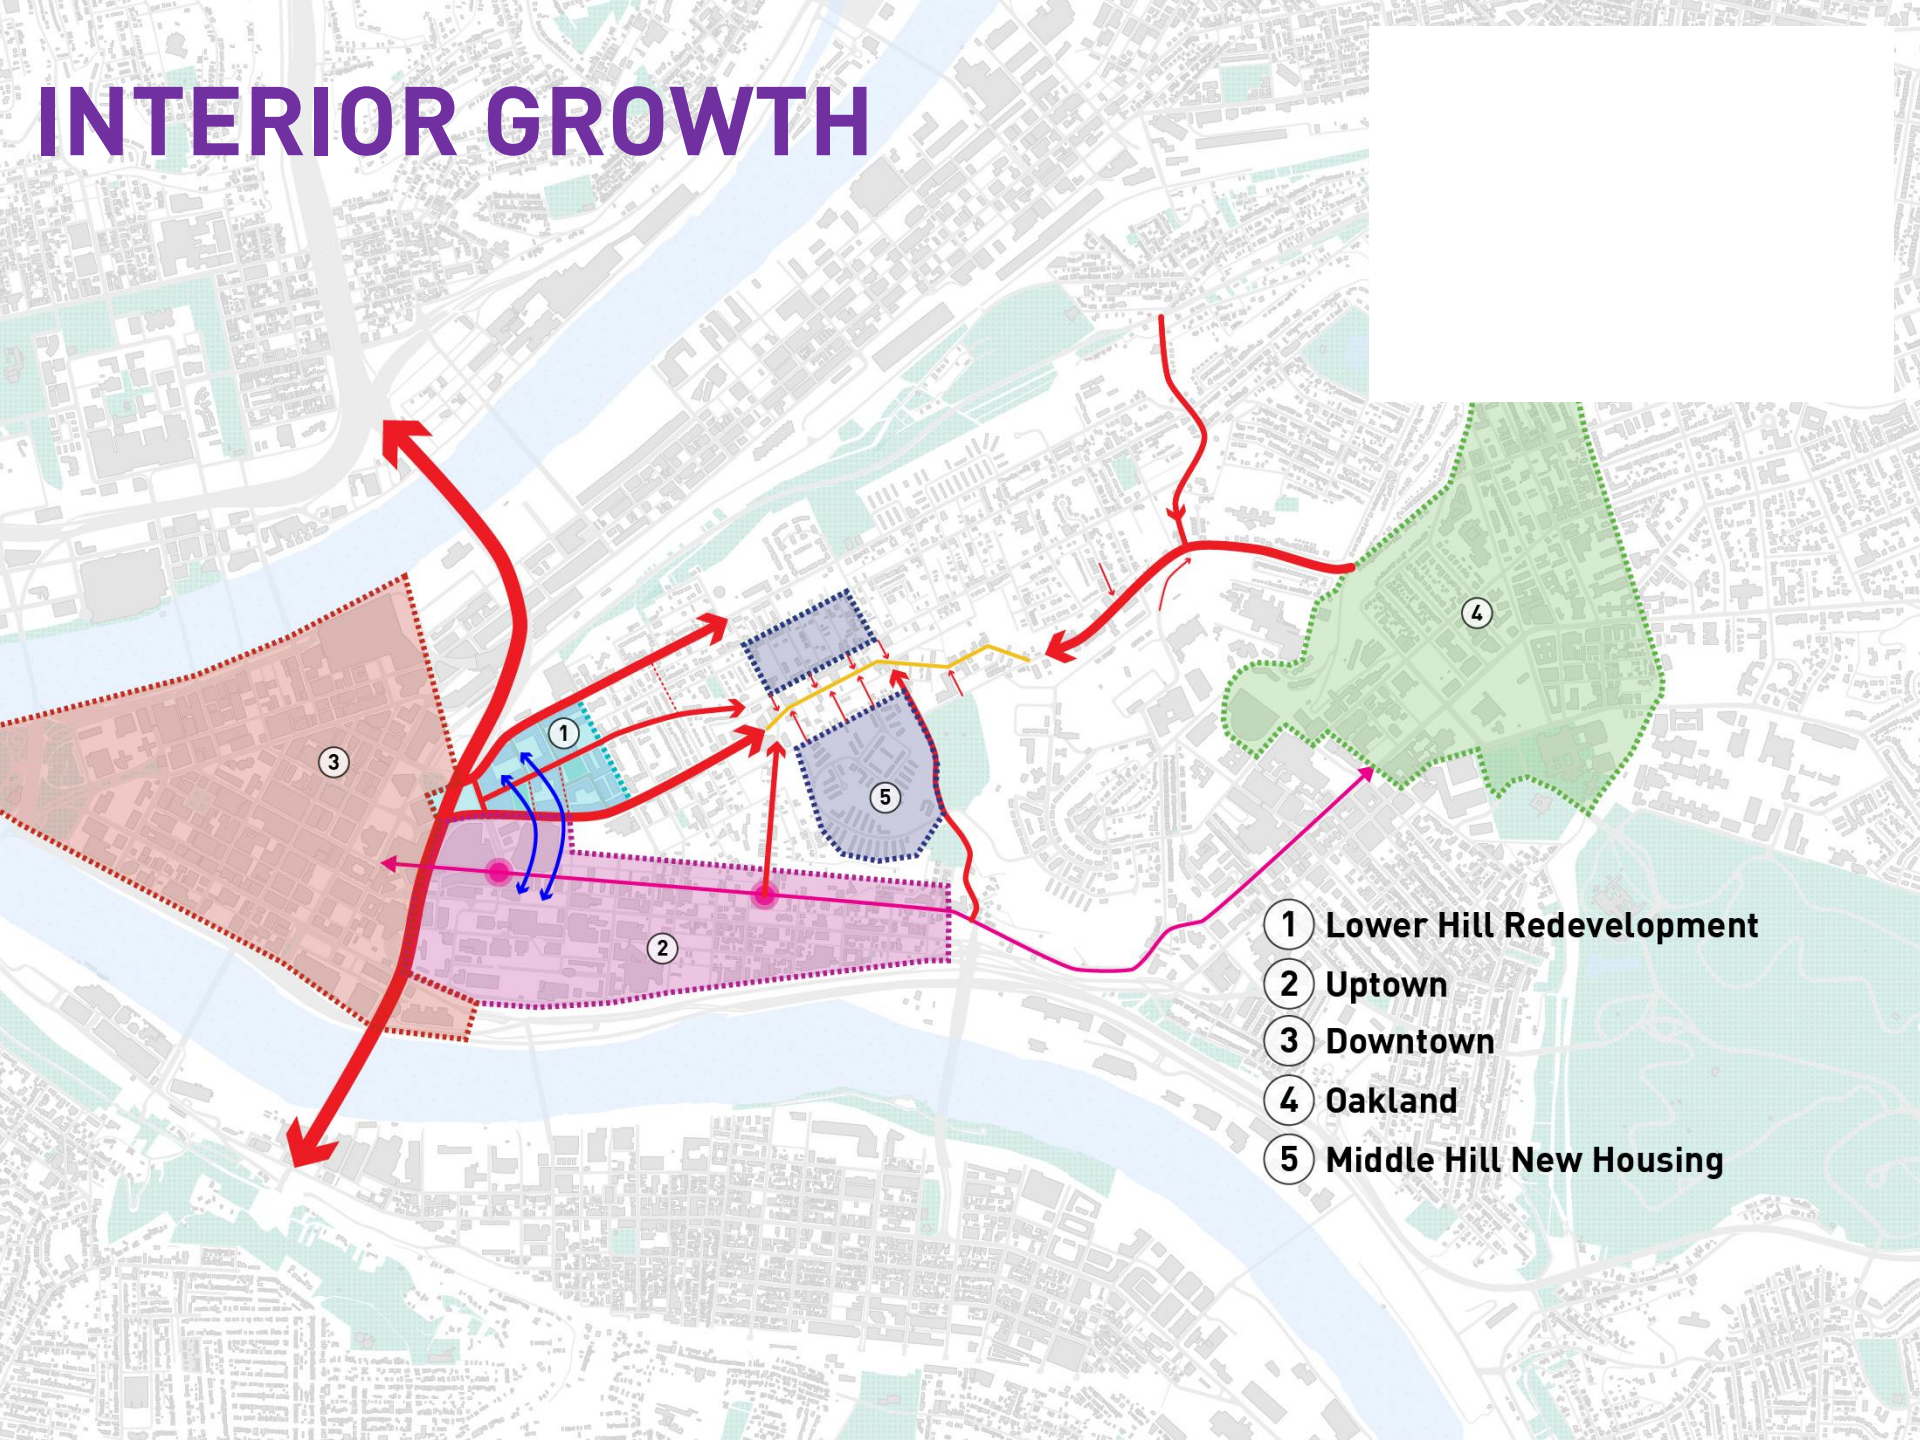 INTERIOR GROWTH
1
3
4
5
2
1 Lower Hill Redevelopment
2 Uptown
3 Downtown
4 Oakland
5 Middle Hill New Housing